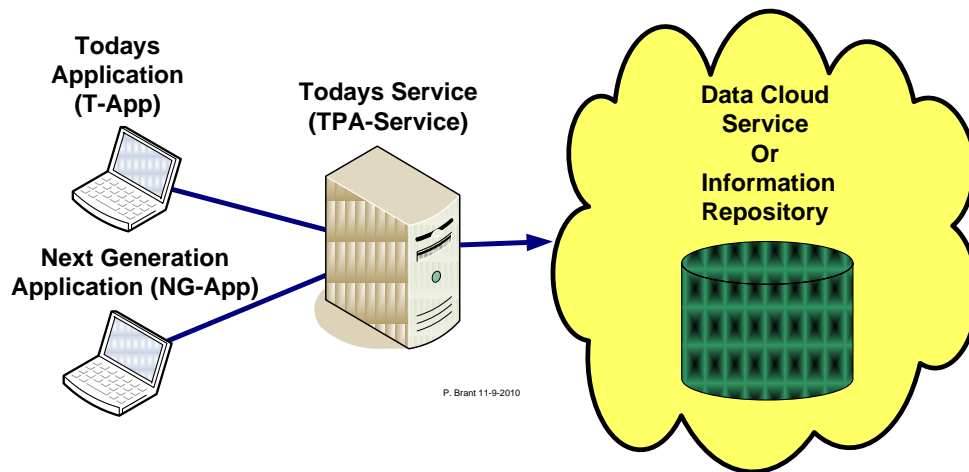 Todays
Application
(T-App)
Todays Service
(TPA-Service)
Data Cloud
Service
Or
Information
Repository
Next Generation
Application (NG-App)
P. Brant 11-9-2010